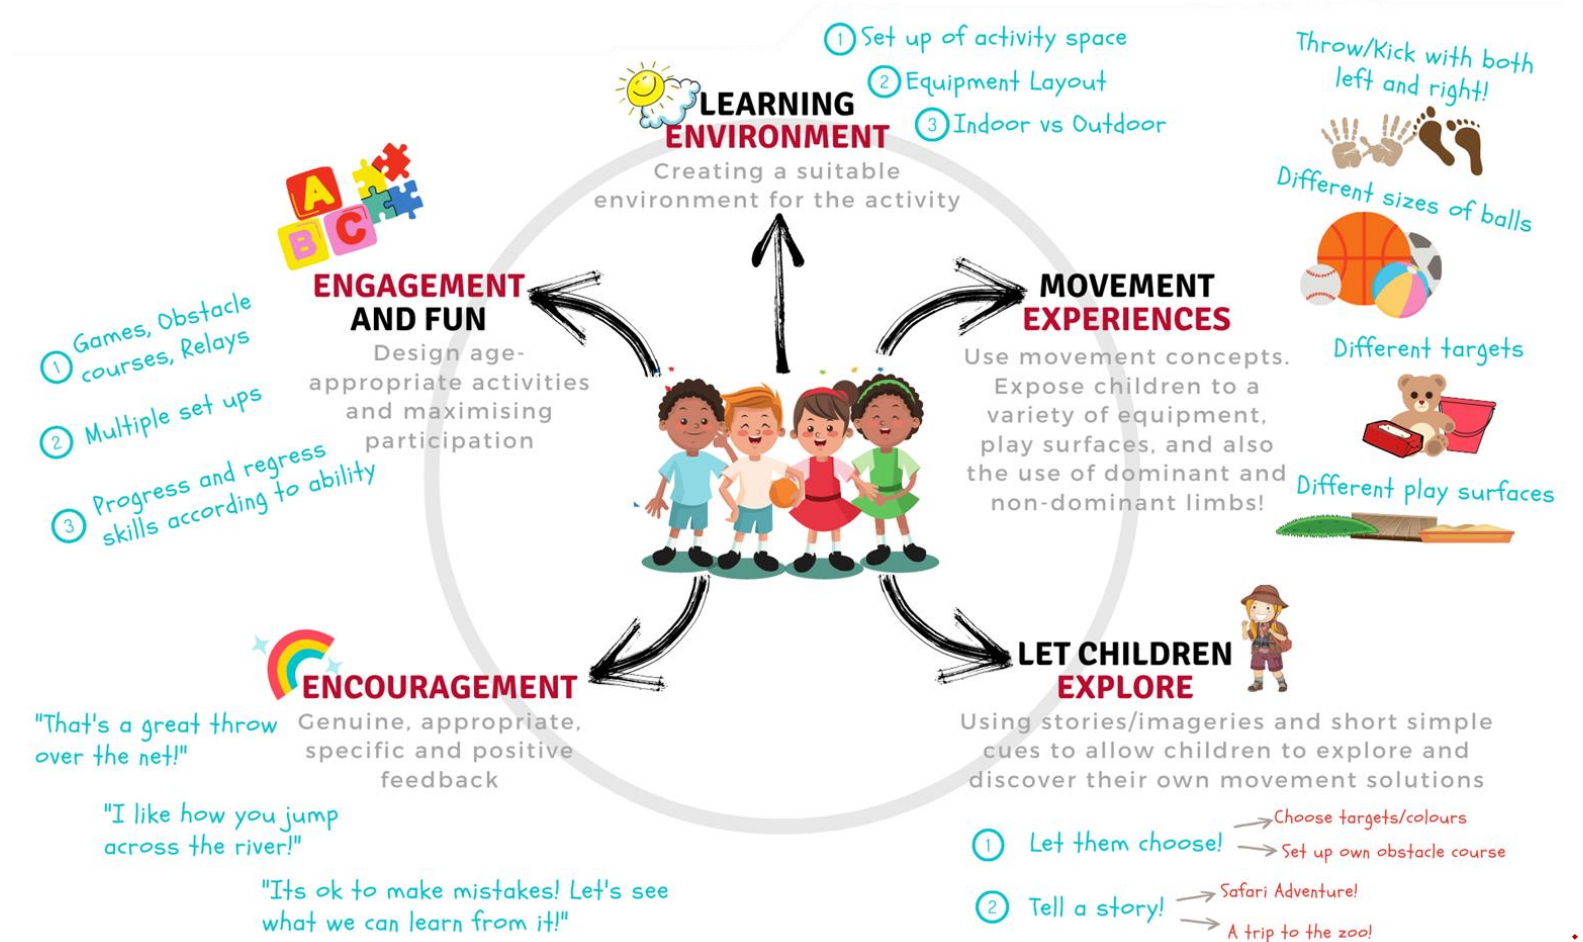 1 Set up of activity space
2 Equipment Layout
3 Indoor vs Outdoor
LEARNING
ENVIRONMENT
Creating a suitable
environment for the activity
Throw/Kick with both
left and right!
Different sizes of balls
Different targets
Different play surfaces
MOVEMENT
EXPERIENCES
Use movement concepts.
Expose children to a
variety of equipment,
play surfaces, and also
the use of dominant and
non-dominant limbs!
A
B C
ENGAGEMENT
AND FUN
Design age-
appropriate activities
and maximising
participation
1 Games, Obstacle
courses, Relays
2 Multiple set ups
3 Progress and regress
skills according to ability
ENCOURAGEMENT
Genuine, appropriate,
specific and positive
feedback
"That's a great throw
over the net!"
"I like how you jump
across the river!"
"Its ok to make mistakes! Let's see
what we can learn from it!"
LET CHILDREN
EXPLORE
Using stories/imageries and short simple
cues to allow children to explore and
discover their own movement solutions
1 Let them choose!
Choose targets/colours
Set up own obstacle course
2 Tell a story!
Safari Adventure!
A trip to the zoo!